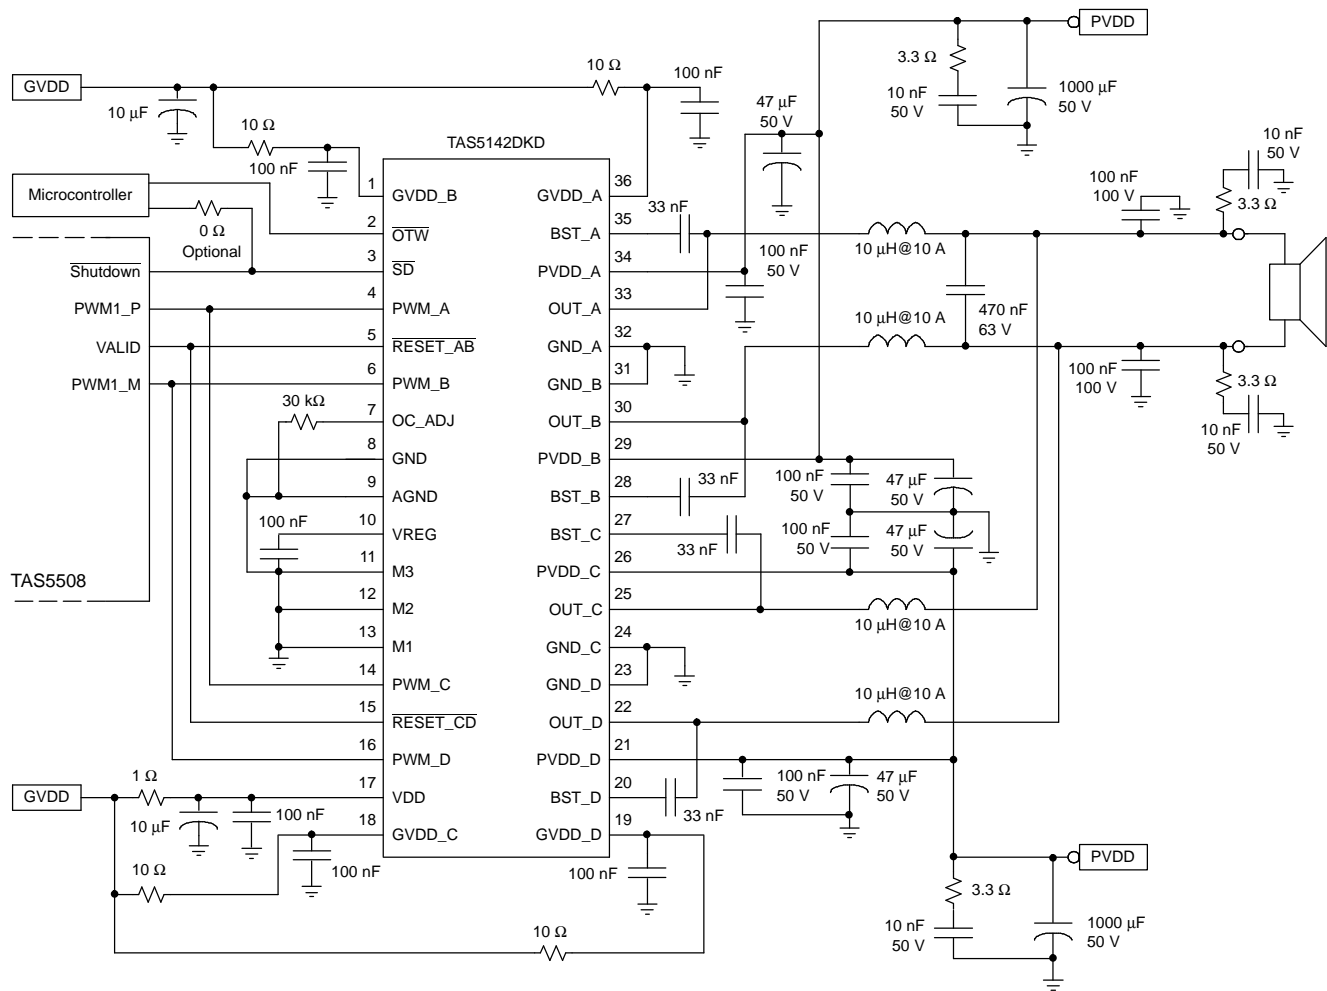 PVDD
3.3 Ω
10 nF
50 V
1000 μF
50 V
GVDD
10 μF
10 Ω
100 nF
10 Ω
100 nF
47 μF
50 V
TAS5142DKD
Microcontroller
0 Ω
Optional
Shutdown
PWM1_P
VALID
PWM1_M
TAS5508
30 kΩ
100 nF
1
GVDD_B
2
OTW
3
SD
4
PWM_A
5
RESET_AB
6
PWM_B
7
OC_ADJ
8
GND
9
AGND
10
VREG
11
M3
12
M2
13
M1
14
PWM_C
15
RESET_CD
16
PWM_D
17
VDD
18
GVDD_C
36
GVDD_A
35
BST_A
34
PVDD_A
33
OUT_A
32
GND_A
31
GND_B
30
OUT_B
29
PVDD_B
28
BST_B
27
BST_C
26
PVDD_C
25
OUT_C
24
GND_C
23
GND_D
22
OUT_D
21
PVDD_D
20
BST_D
19
GVDD_D
33 nF
100 nF
50 V
10 μH@10 A
10 μH@10 A
470 nF
63 V
100 nF
100 V
10 nF
50 V
3.3 Ω
100 nF
100 V
3.3 Ω
10 nF
50 V
33 nF
33 nF
100 nF
50 V
47 μF
50 V
100 nF
50 V
47 μF
50 V
10 μH@10 A
10 μH@10 A
100 nF
50 V
47 μF
50 V
33 nF
GVDD
1 Ω
10 μF
100 nF
10 Ω
100 nF
100 nF
10 Ω
PVDD
3.3 Ω
10 nF
50 V
1000 μF
50 V